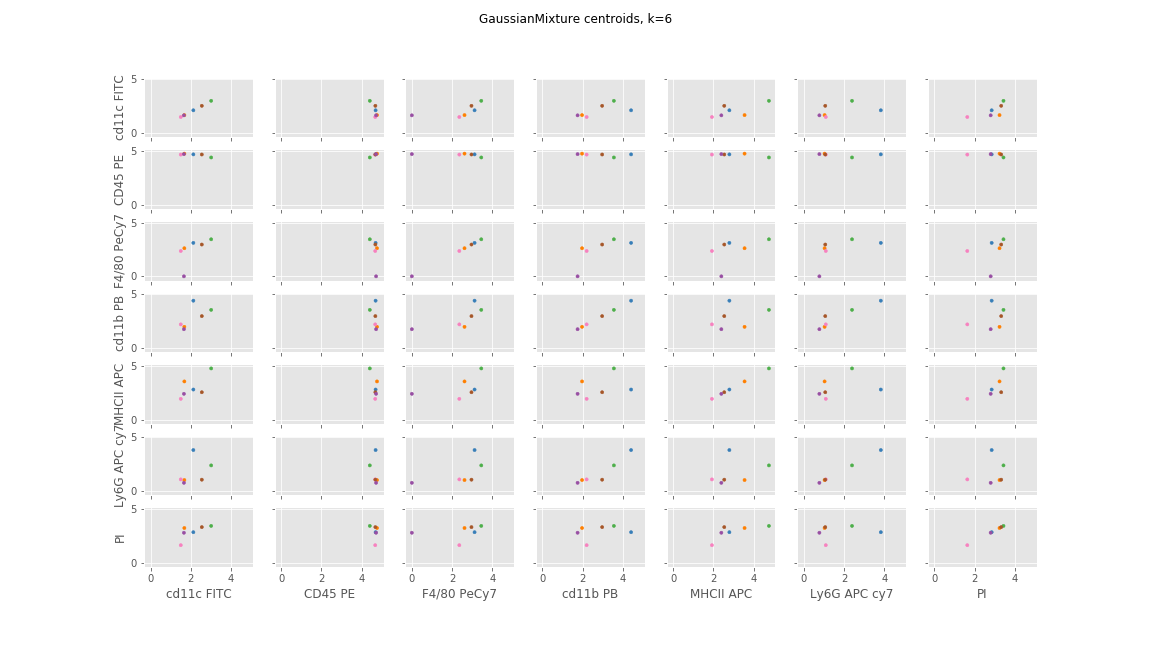 GaussianMixture centroids, k=6
5
0
cd11c FITC
5
0
CD45 PE
5
0
F4/80 PeCy7
5
0
cd11b PB
5
0
MHCII APC
5
0
Ly6G APC cy7
5
0
PI
0 2 4 0 2 4 0 2 4 0 2 4 0 2 4 0 2 4 0 2 4
cd11c FITC CD45 PE F4/80 PeCy7 cd11b PB MHCII APC Ly6G APC cy7 PI